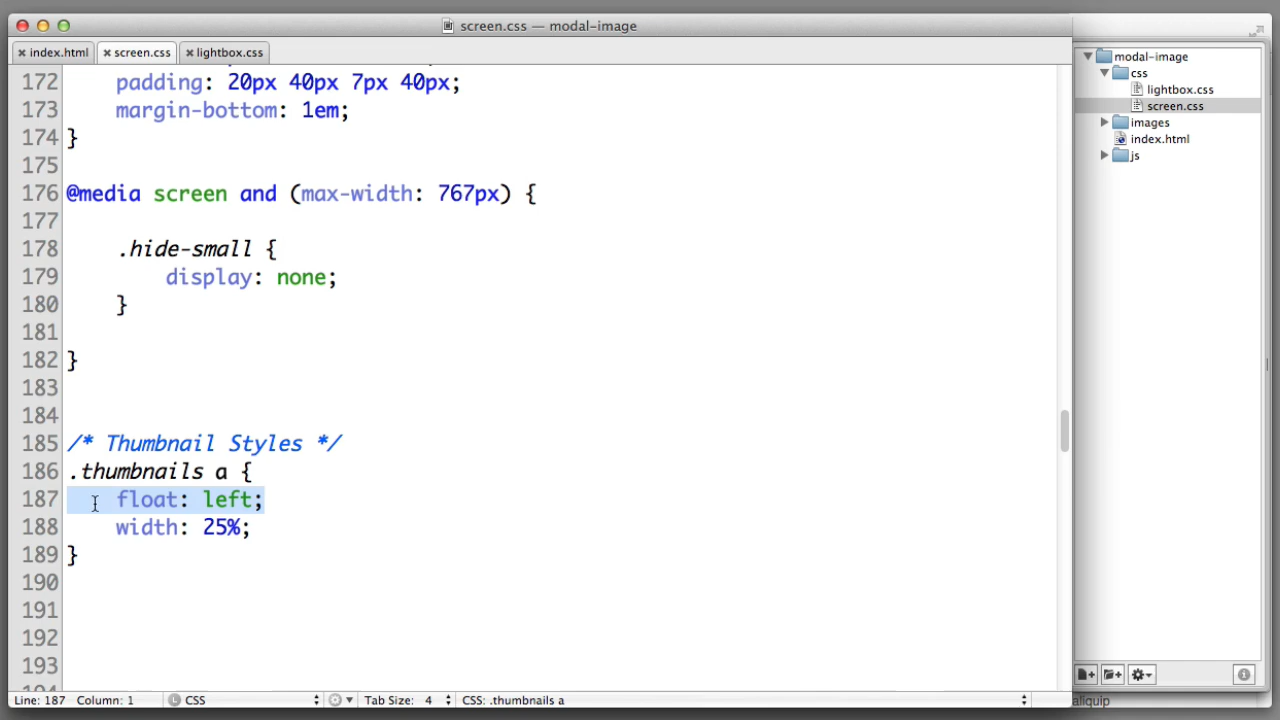 screen.css — modal-image
index.html
screen.css
lightbox.css
172 padding: 20px 40px 7px 40px;
173 margin-bottom: 1em;
174 }
175
176 @media screen and (max-width: 767px) {
177
178 .hide-small {
179 display: none;
180 }
181
182 }
183
184
185 /* Thumbnail Styles */
186 .thumbnails a {
187 float: left;
188 width: 25%;
189 }
190
191
192
193
modal-image
css
lightbox.css
screen.css
images
index.html
js
Line: 187 Column: 1 CSS Tab Size: 4 CSS: .thumbnails a
aliquip